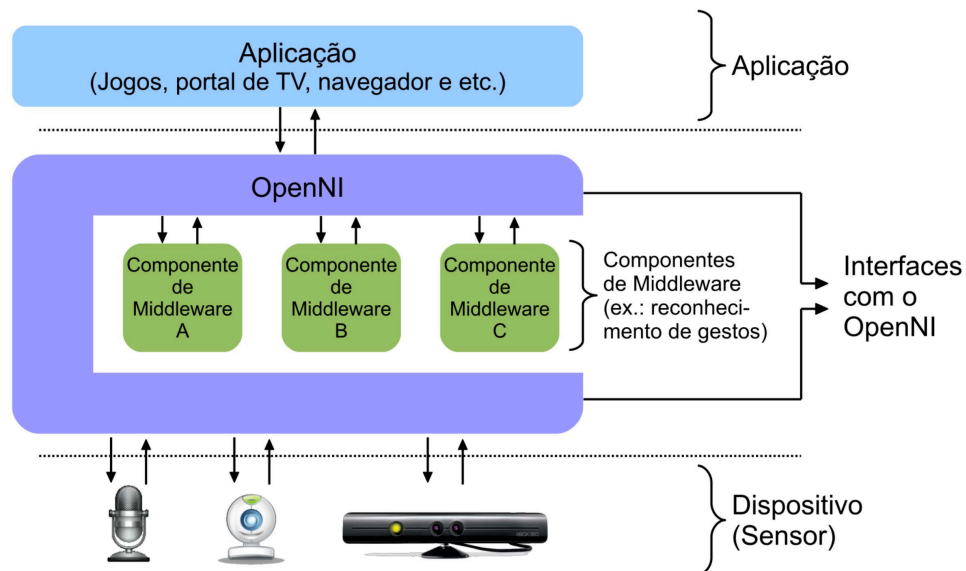 Aplicação
(Jogos, portal de TV, navegador e etc.)
Aplicação
OpenNI
Componente
de
Middleware
A
Componente
de
Middleware
B
Componente
de
Middleware
C
Componentes
de Middleware
(ex.: reconheci-
mento de gestos)
Interfaces
com o
OpenNI
Dispositivo
(Sensor)